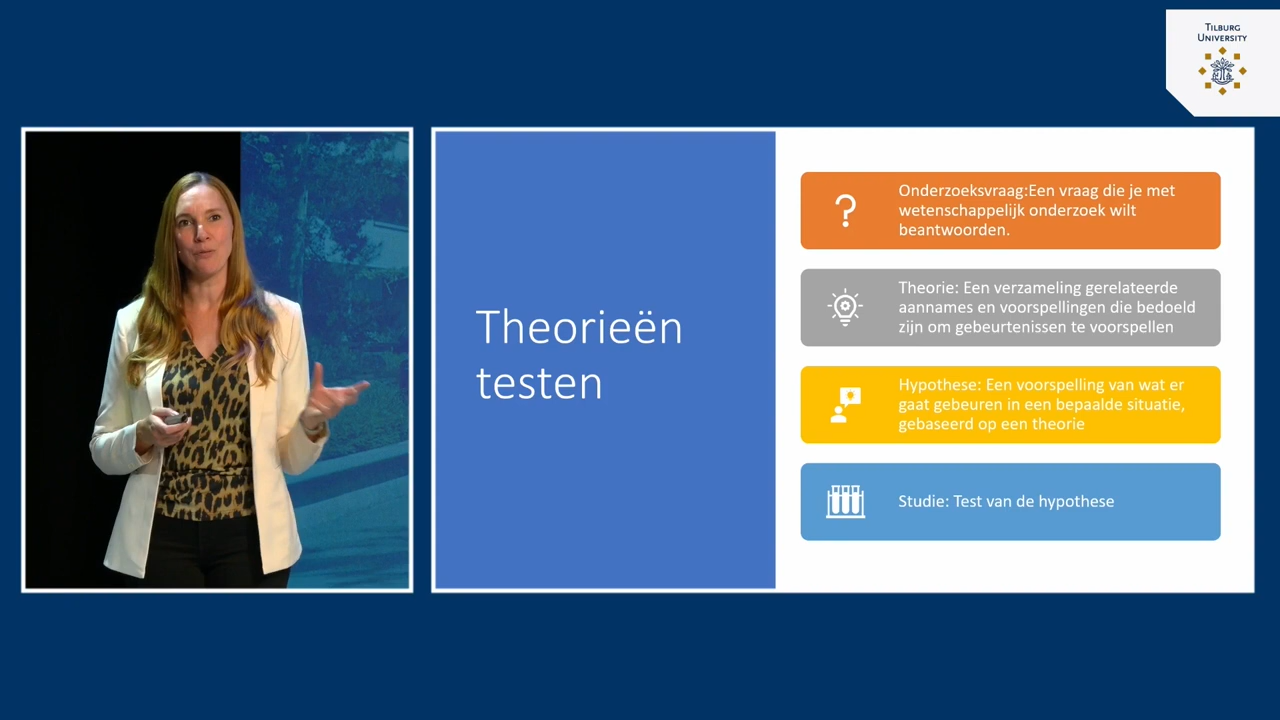 TILBURG
UNIVERSITY
Theorieën
testen
Onderzoeksvraag:Een vraag die je met
wetenschappelijk onderzoek wilt
beantwoorden.
Theorie: Een verzameling gerelateerde
aannames en voorspellingen die bedoeld
zijn om gebeurtenissen te voorspellen
Hypothese: Een voorspelling van wat er
gaat gebeuren in een bepaalde situatie,
gebaseerd op een theorie
Studie: Test van de hypothese